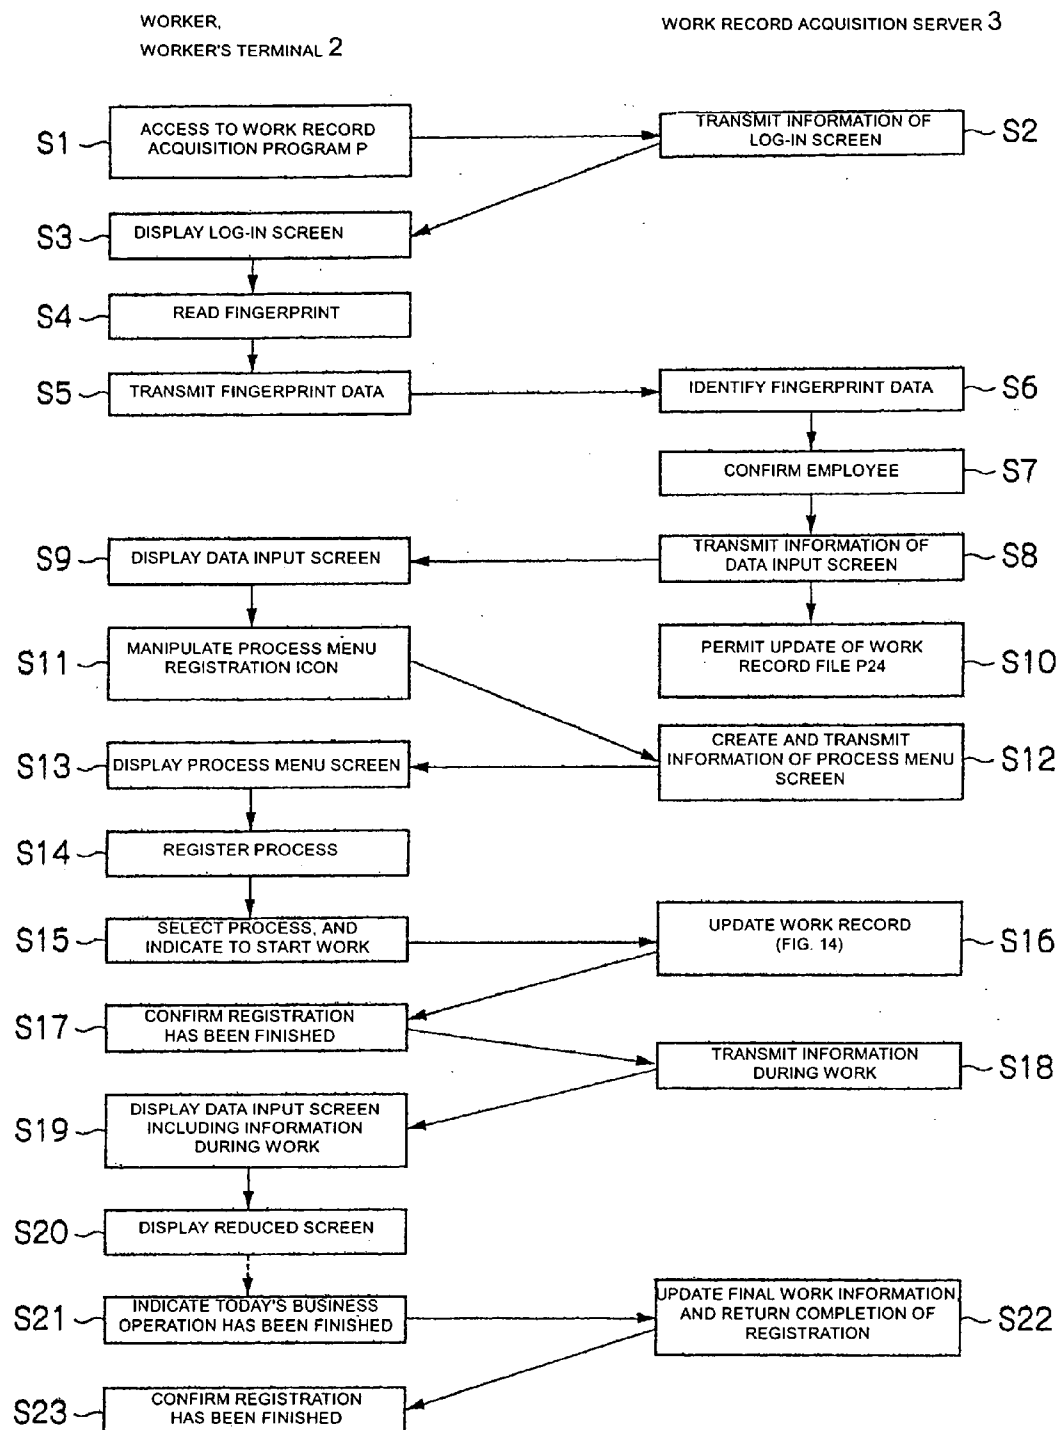 WORKER,
WORKER'S TERMINAL 2
WORK RECORD ACQUISITION SERVER 3
S1
ACCESS TO WORK RECORD
ACQUISITION PROGRAM P
TRANSMIT INFORMATION OF
LOG-IN SCREEN
S2
S3
DISPLAY LOG-IN SCREEN
S4
READ FINGERPRINT
S5
TRANSMIT FINGERPRINT DATA
IDENTIFY FINGERPRINT DATA
S6
CONFIRM EMPLOYEE
S7
S9
DISPLAY DATA INPUT SCREEN
TRANSMIT INFORMATION OF
DATA INPUT SCREEN
S8
S11
MANIPULATE PROCESS MENU
REGISTRATION ICON
PERMIT UPDATE OF WORK
RECORD FILE P24
S10
S13
DISPLAY PROCESS MENU SCREEN
CREATE AND TRANSMIT
INFORMATION OF PROCESS MENU
SCREEN
S12
S14
REGISTER PROCESS
S15
SELECT PROCESS, AND
INDICATE TO START WORK
UPDATE WORK RECORD
(FIG. 14)
S16
S17
CONFIRM REGISTRATION
HAS BEEN FINISHED
TRANSMIT INFORMATION
DURING WORK
S18
S19
DISPLAY DATA INPUT SCREEN
INCLUDING INFORMATION
DURING WORK
S20
DISPLAY REDUCED SCREEN
S21
INDICATE TODAY'S BUSINESS
OPERATION HAS BEEN FINISHED
UPDATE FINAL WORK INFORMATION,
AND RETURN COMPLETION OF
REGISTRATION
S22
S23
CONFIRM REGISTRATION
HAS BEEN FINISHED